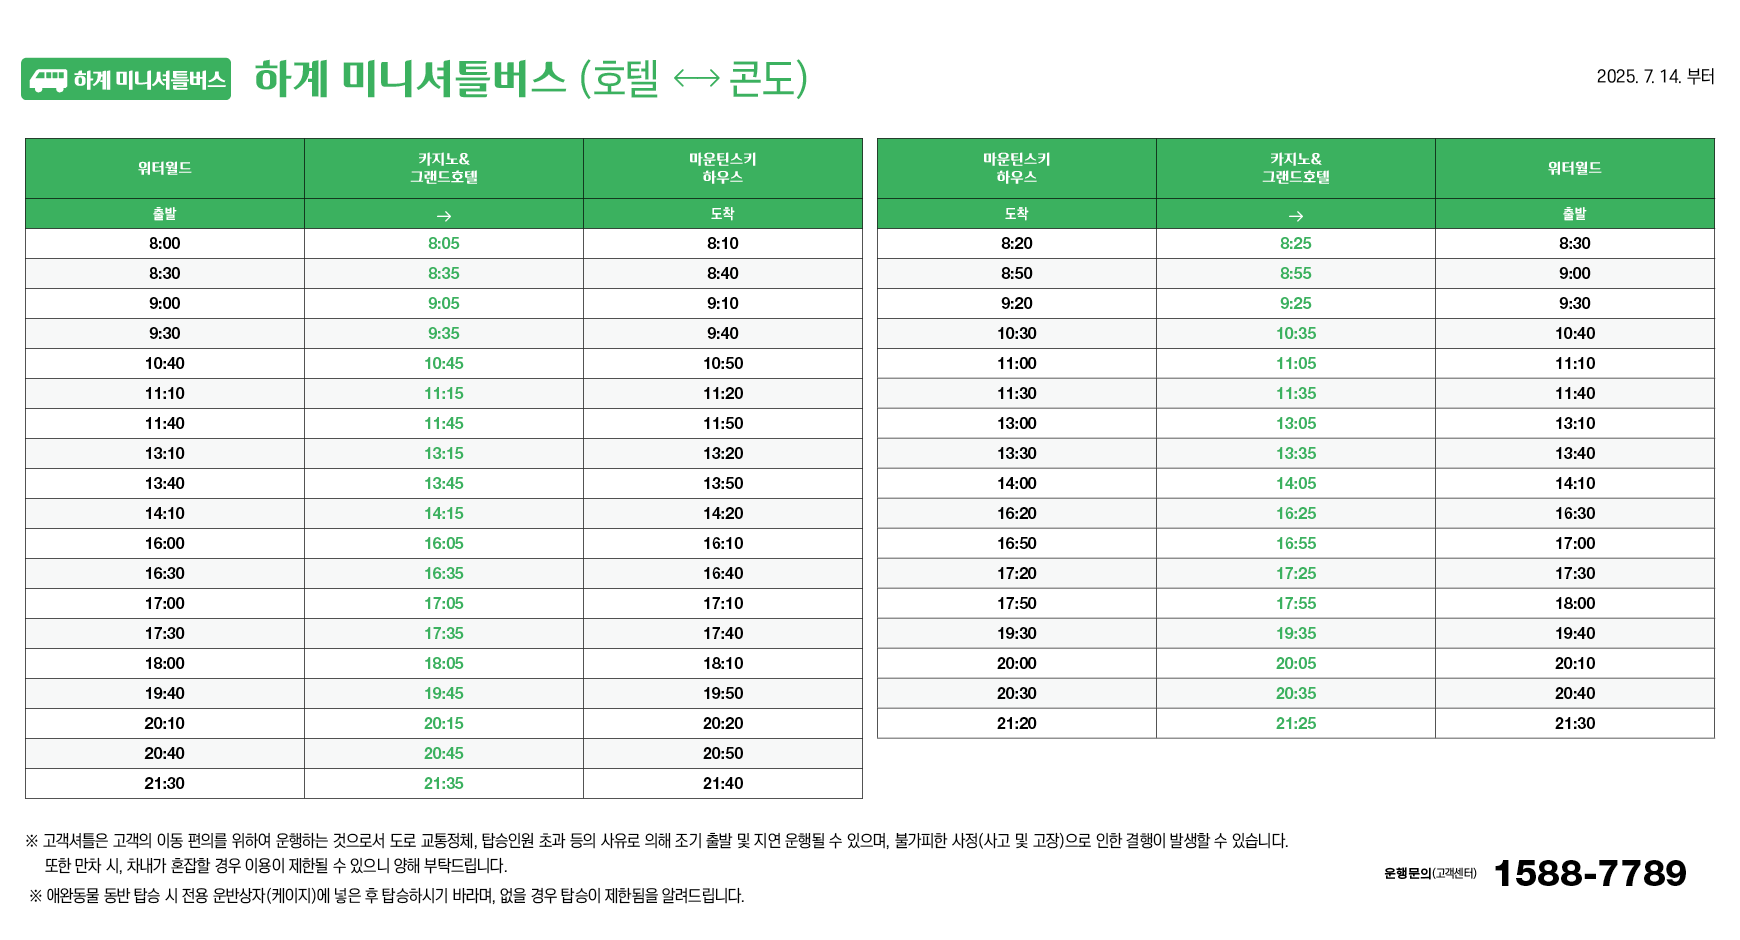 하계 미니셔틀버스
하계 미니셔틀버스 (호텔 ↔ 콘도)
2025. 7. 14. 부터
워터월드 카지노& 그랜드호텔 마운틴스키 하우스
출발 → 도착
8:00 8:05 8:10
8:30 8:35 8:40
9:00 9:05 9:10
9:30 9:35 9:40
10:40 10:45 10:50
11:10 11:15 11:20
11:40 11:45 11:50
13:10 13:15 13:20
13:40 13:45 13:50
14:10 14:15 14:20
16:00 16:05 16:10
16:30 16:35 16:40
17:00 17:05 17:10
17:30 17:35 17:40
18:00 18:05 18:10
19:40 19:45 19:50
20:10 20:15 20:20
20:40 20:45 20:50
21:30 21:35 21:40
마운틴스키 하우스 카지노& 그랜드호텔 워터월드
도착 → 출발
8:20 8:25 8:30
8:50 8:55 9:00
9:20 9:25 9:30
10:30 10:35 10:40
11:00 11:05 11:10
11:30 11:35 11:40
13:00 13:05 13:10
13:30 13:35 13:40
14:00 14:05 14:10
16:20 16:25 16:30
16:50 16:55 17:00
17:20 17:25 17:30
17:50 17:55 18:00
19:30 19:35 19:40
20:00 20:05 20:10
20:30 20:35 20:40
21:20 21:25 21:30
※ 고객셔틀은 고객의 이동 편의를 위하여 운행하는 것으로서 도로 교통정체, 탑승인원 초과 등의 사유로 의해 조기 출발 및 지연 운행될 수 있으며, 불가피한 사정(사고 및 고장)으로 인한 결행이 발생할 수 있습니다.
또한 만차 시, 차내가 혼잡할 경우 이용이 제한될 수 있으니 양해 부탁드립니다.
※ 애완동물 동반 탑승 시 전용 운반상자(케이지)에 넣은 후 탑승하시기 바라며, 없을 경우 탑승이 제한됨을 알려드립니다.
운행문의(고객센터) 1588-7789